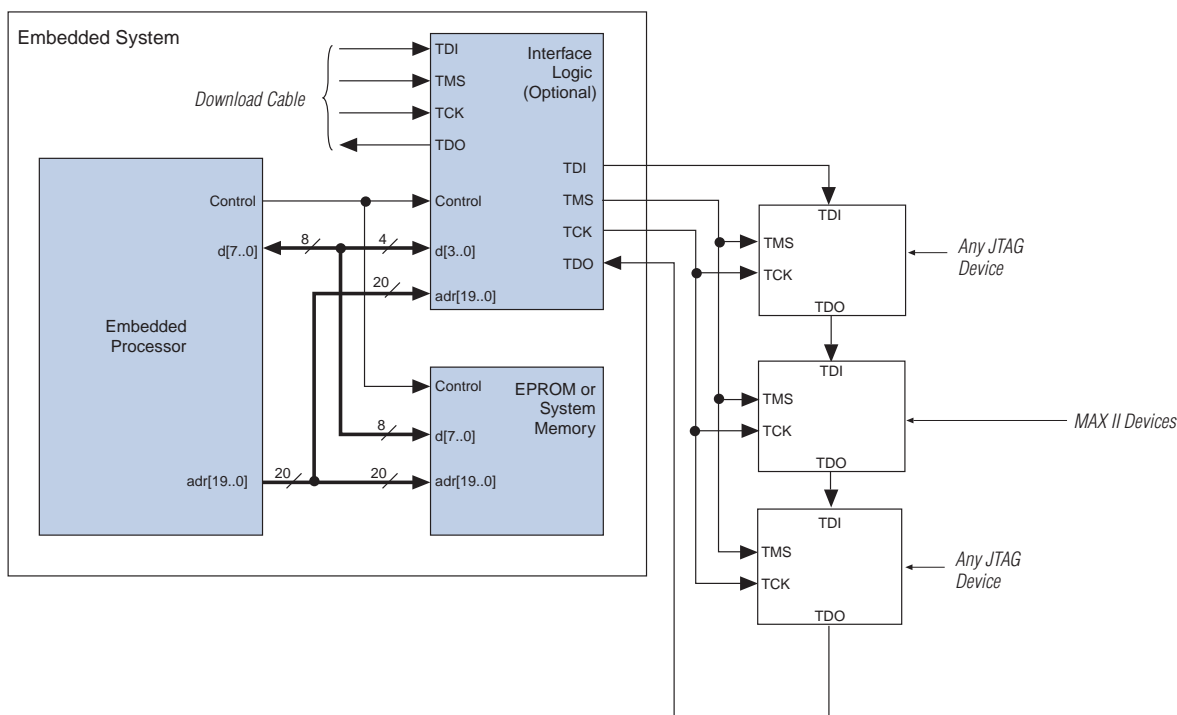 Embedded System
Download Cable
TDI
TMS
TCK
TDO
Interface
Logic
(Optional)
TDI
TMS
TCK
TDO
Control
d[3..0]
adr[19..0]
Control
d[7..0]
8
4
20
Embedded
Processor
adr[19..0]
20
20
8
Control
d[7..0]
adr[19..0]
EPROM or
System
Memory
TDI
TMS
TCK
TDO
Any JTAG
Device
TDI
TMS
TCK
TDO
MAX II Devices
TDI
TMS
TCK
TDO
Any JTAG
Device